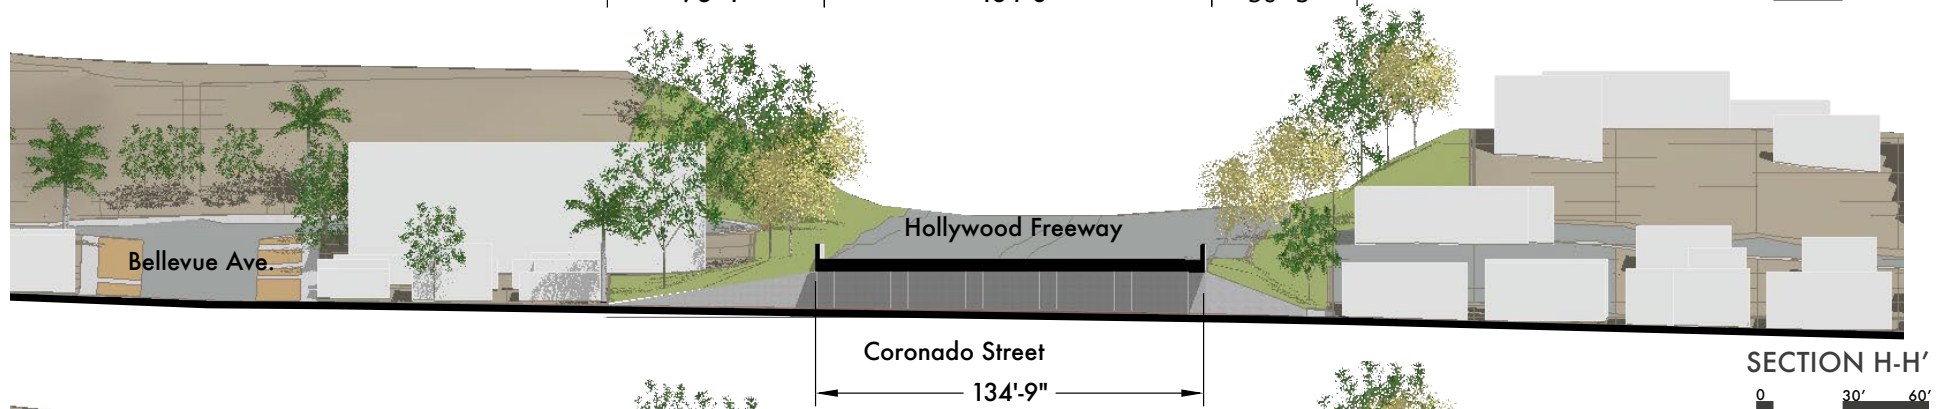 Hollywood Freeway
Bellevue Ave.
Coronado Street
134'-9"
SECTION H-H’
0 30' 60'